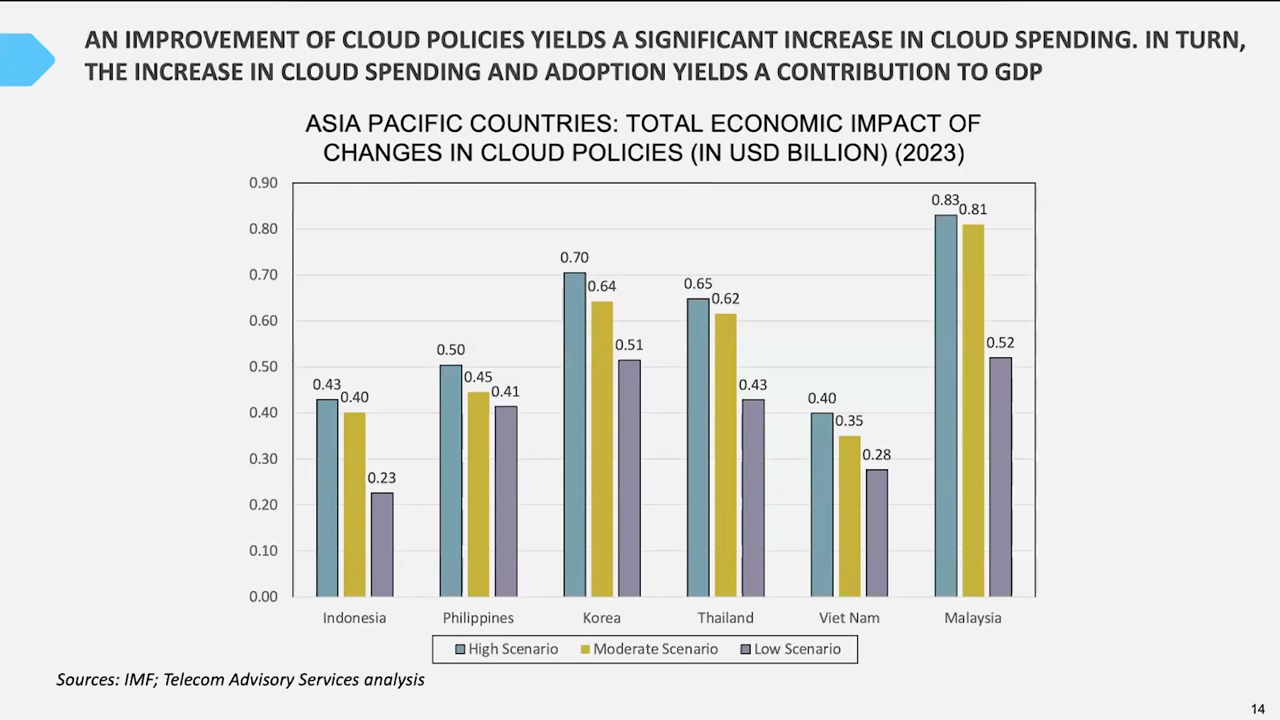 AN IMPROVEMENT OF CLOUD POLICIES YIELDS A SIGNIFICANT INCREASE IN CLOUD SPENDING. IN TURN,
THE INCREASE IN CLOUD SPENDING AND ADOPTION YIELDS A CONTRIBUTION TO GDP
ASIA PACIFIC COUNTRIES: TOTAL ECONOMIC IMPACT OF
CHANGES IN CLOUD POLICIES (IN USD BILLION) (2023)
0.90
0.80
0.70
0.60
0.50
0.40
0.30
0.20
0.10
0.00
0.43
0.40
0.23
0.50
0.45
0.41
0.70
0.64
0.51
0.65
0.62
0.43
0.40
0.35
0.28
0.83
0.81
0.52
Indonesia
Philippines
Korea
Thailand
Viet Nam
Malaysia
High Scenario
Moderate Scenario
Low Scenario
Sources: IMF; Telecom Advisory Services analysis
14